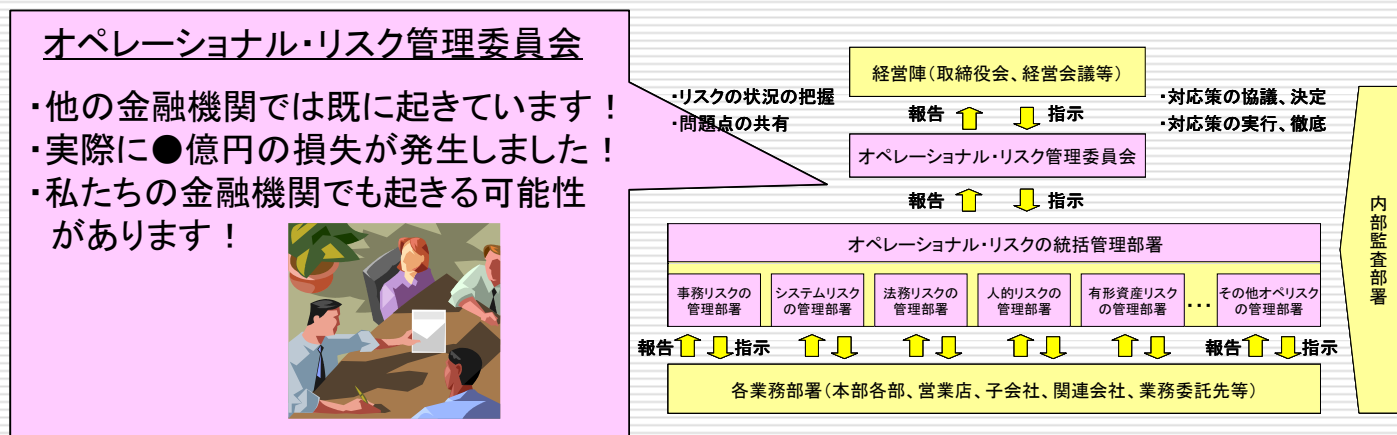 オペレーショナル・リスク管理委員会
・他の金融機関では既に起きています！
・実際に●億円の損失が発生しました！
・私たちの金融機関でも起きる可能性
があります！
経営陣（取締役会、経営会議等）
・リスクの状況の把握
・問題点の共有
報告
指示
・対応策の協議、決定
・対応策の実行、徹底
オペレーショナル・リスク管理委員会
報告
指示
オペレーショナル・リスクの統括管理部署
事務リスクの
管理部署
システムリスク
の管理部署
法務リスクの
管理部署
人的リスクの
管理部署
有形資産リスク
の管理部署
･･･
その他オペリスク
の管理部署
報告
指示
報告
指示
各業務部署（本部各部、営業店、子会社、関連会社、業務委託先等）
内部監査部署